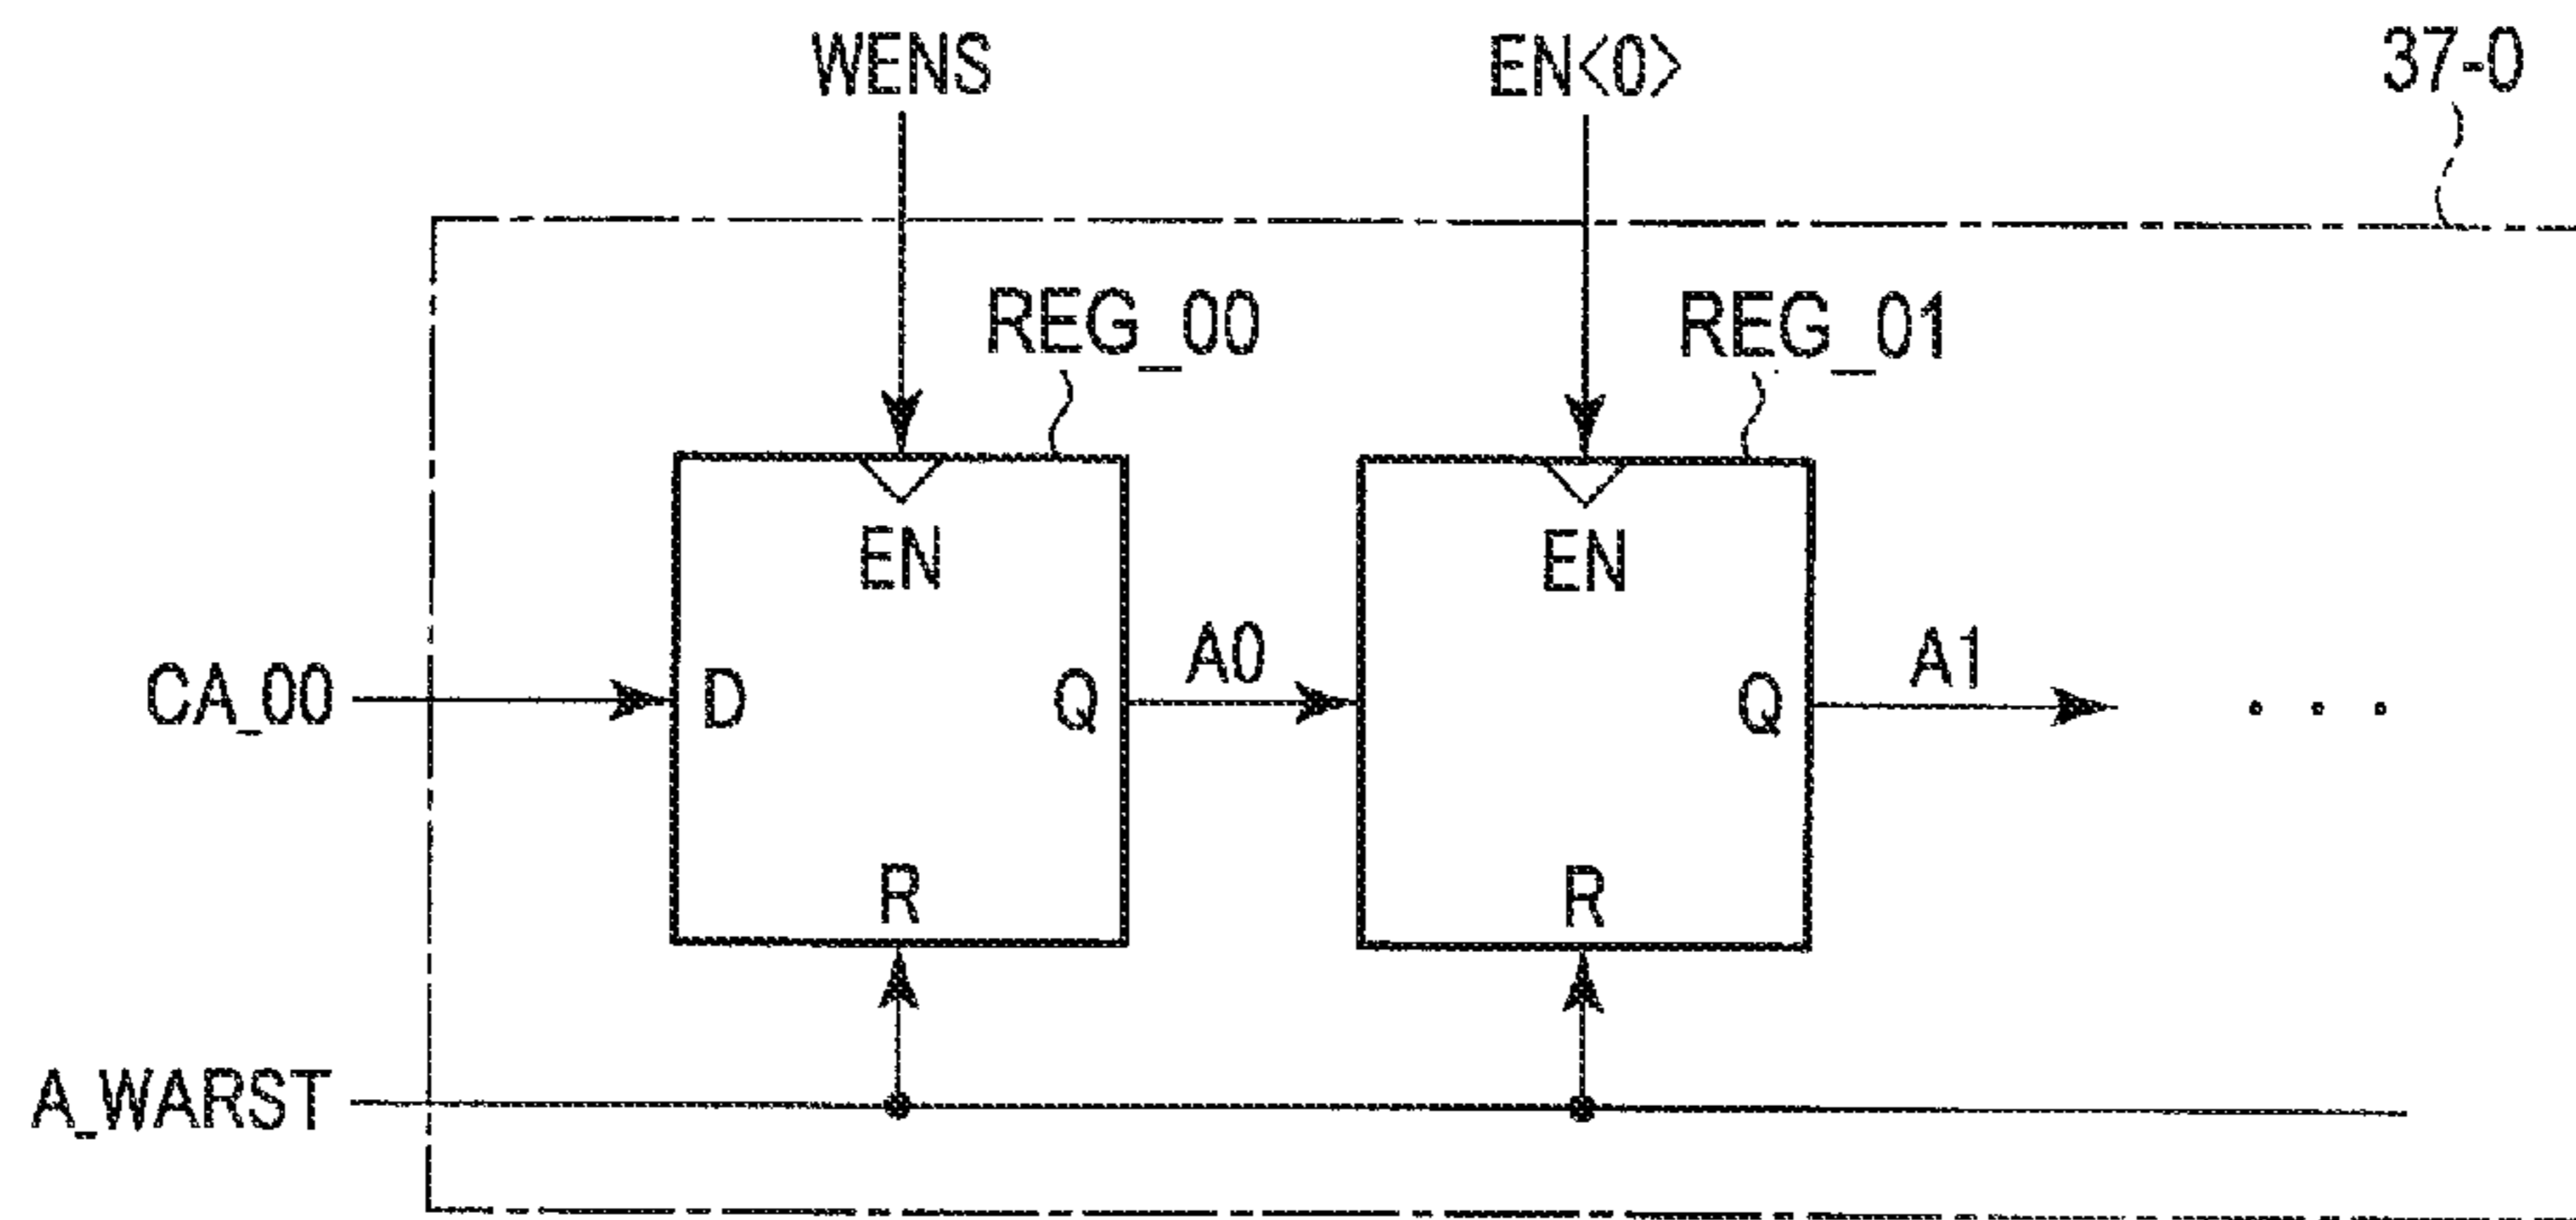 WENS EN<0> 37-0
REG_00 REG_01
EN EN
CA_00 D Q A0 Q A1 . . .
R R
A_WARST